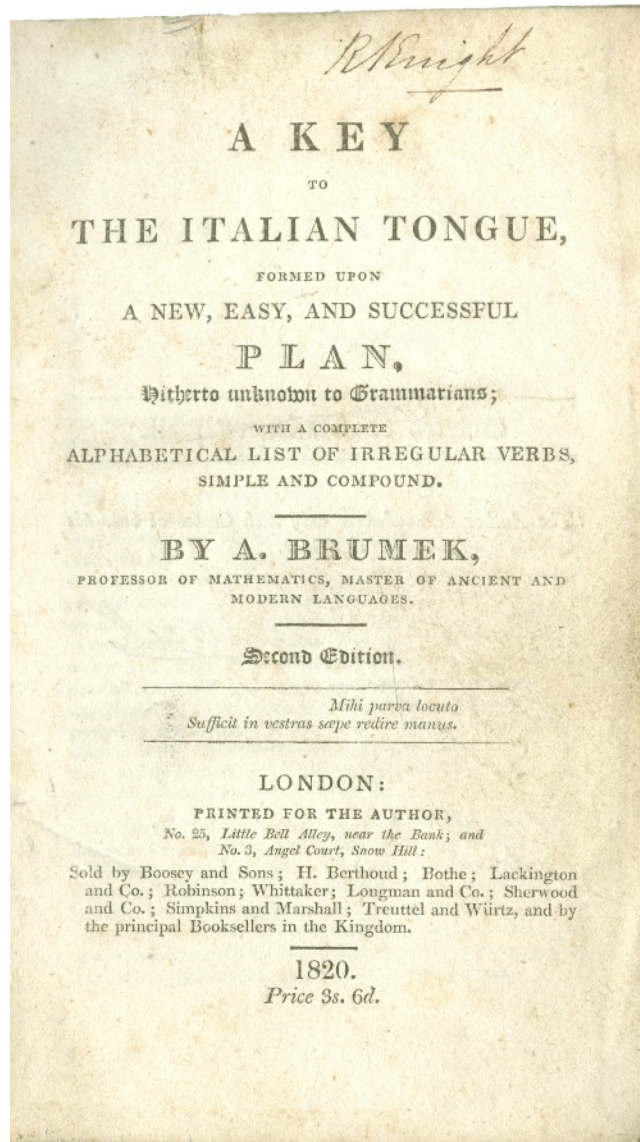 R Knight
A KEY
TO
THE ITALIAN TONGUE,
FORMED UPON
A NEW, EASY, AND SUCCESSFUL
PLAN,
Hitherto unknown to Grammarians;
WITH A COMPLETE
ALPHABETICAL LIST OF IRREGULAR VERBS,
SIMPLE AND COMPOUND.
BY A. BRUMEK,
PROFESSOR OF MATHEMATICS, MASTER OF ANCIENT AND
MODERN LANGUAGES.
Second Edition.
Mihi parva locuto
Sufficit in vestras sæpe redire manus.
LONDON:
PRINTED FOR THE AUTHOR,
No. 25, Little Bell Alley, near the Bank; and
No. 3, Angel Court, Snow Hill:
Sold by Boosey and Sons; H. Berthoud; Bothe; Lackington
and Co.; Robinson; Whittaker; Longman and Co.; Sherwood
and Co.; Simpkins and Marshall; Treuttel and Würtz, and by
the principal Booksellers in the Kingdom.
1820.
Price 3s. 6d.